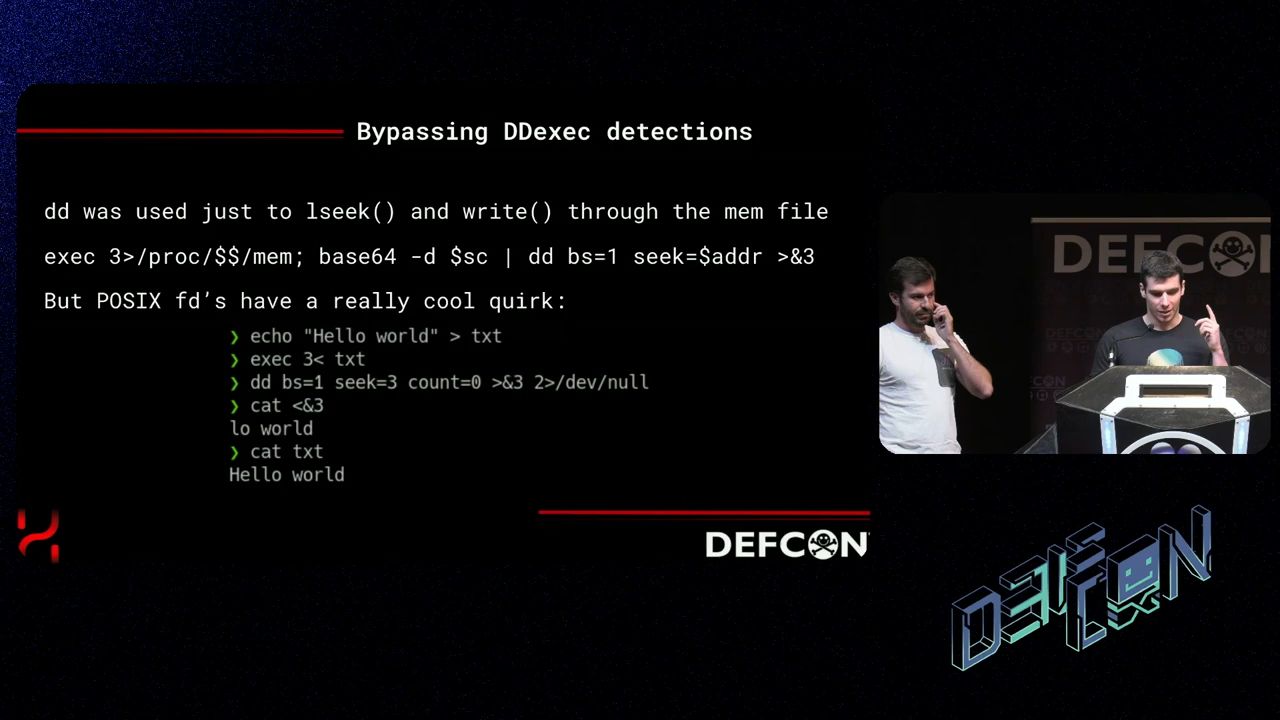 Bypassing DDexec detections
dd was used just to lseek() and write() through the mem file
exec 3>/proc/$$/mem; base64 -d $sc | dd bs=1 seek=$addr >&3
But POSIX fd’s have a really cool quirk:
❯ echo "Hello world" > txt
❯ exec 3< txt
❯ dd bs=1 seek=3 count=0 >&3 2>/dev/null
❯ cat <&3
lo world
❯ cat txt
Hello world
DEFCON
DEFCON
DEFCON
DEFCON